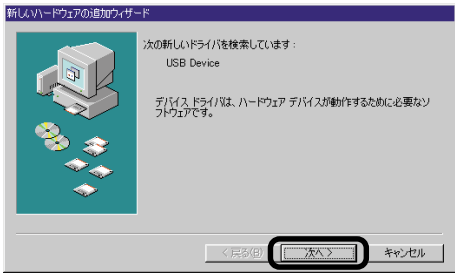 新しいハードウェアの追加ウィザード
次の新しいドライバを検索しています：
USB Device
デバイス ドライバは、ハードウェア デバイスが動作するために必要なソ
フトウェアです。
< 戻る(B)
次へ >
キャンセル